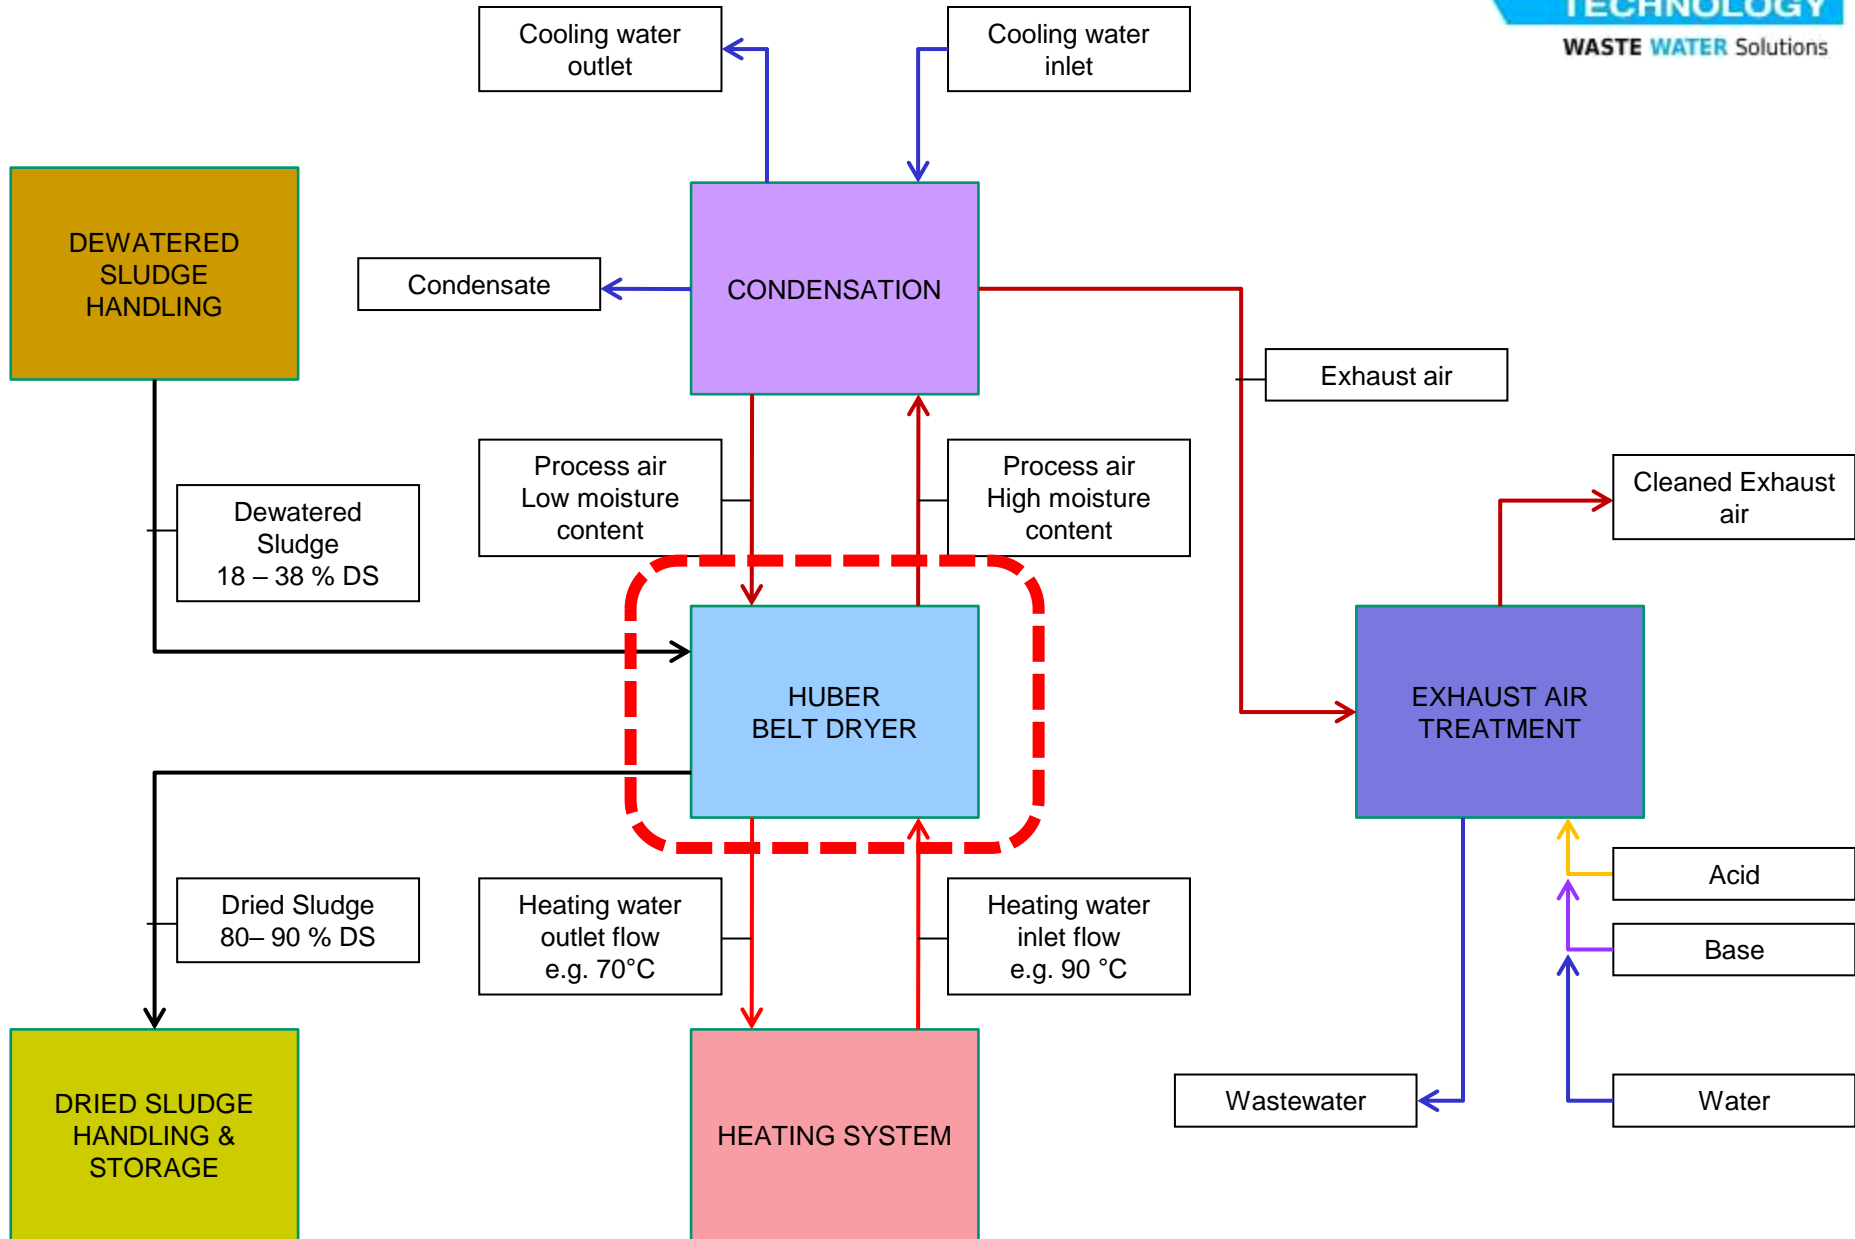 TECHNOLOGY
WASTE WATER Solutions
Cooling water
outlet
Cooling water
inlet
DEWATERED
SLUDGE
HANDLING
Condensate
CONDENSATION
Exhaust air
Process air
Low moisture
content
Process air
High moisture
content
Cleaned Exhaust
air
Dewatered
Sludge
18 – 38 % DS
HUBER
BELT DRYER
EXHAUST AIR
TREATMENT
Dried Sludge
80– 90 % DS
Heating water
outlet flow
e.g. 70°C
Heating water
inlet flow
e.g. 90 °C
Acid
Base
Wastewater
Water
DRIED SLUDGE
HANDLING &
STORAGE
HEATING SYSTEM